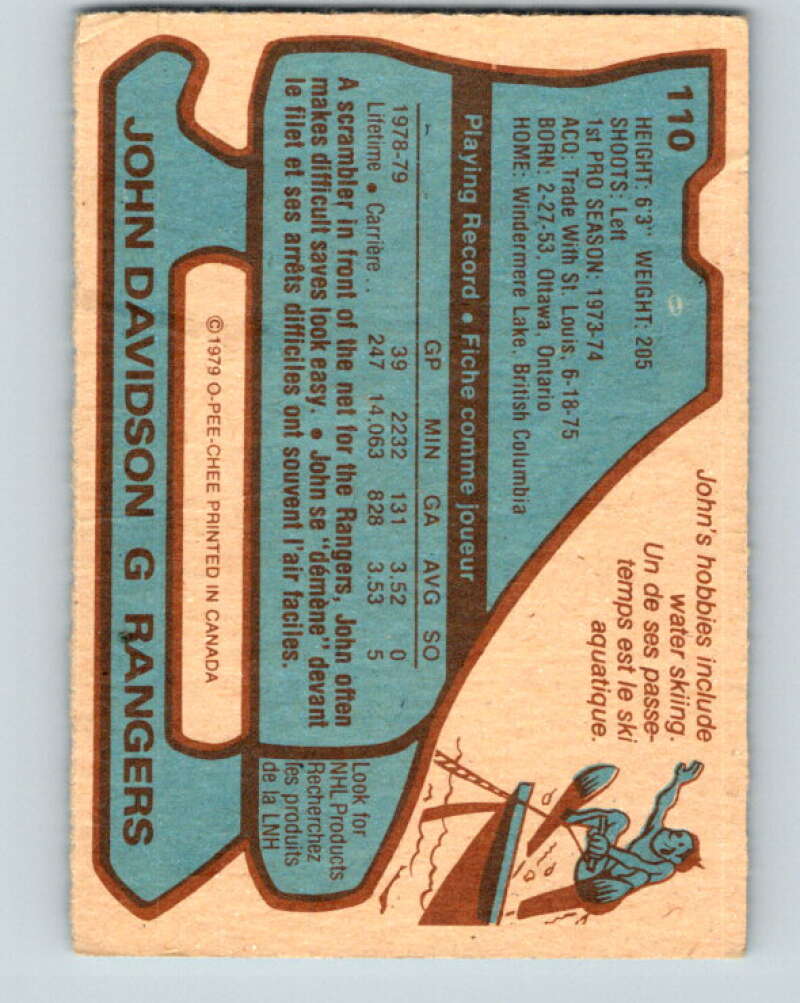 110
HEIGHT: 6'3" WEIGHT: 205
SHOOTS: Left
1st PRO SEASON: 1973-74
ACQ: Trade With St. Louis, 6-18-75
BORN: 2-27-53, Ottawa, Ontario
HOME: Windermere Lake, British Columbia
John's hobbies include
water skiing.
Un de ses passe-
temps est le ski
aquatique.
Playing Record • Fiche comme joueur
GP MIN GA AVG SO
1978-79 39 2232 131 3.52 0
Lifetime • Carrière .. 247 14,063 828 3.53 5
A scrambler in front of the net for the Rangers, John often
makes difficult saves look easy. • John se "démène" devant
le filet et ses arrêts difficiles ont souvent l'air faciles.
Look for
NHL Products
Recherchez
les produits
de la LNH
©1979 O-PEE-CHEE PRINTED IN CANADA
JOHN DAVIDSON G RANGERS